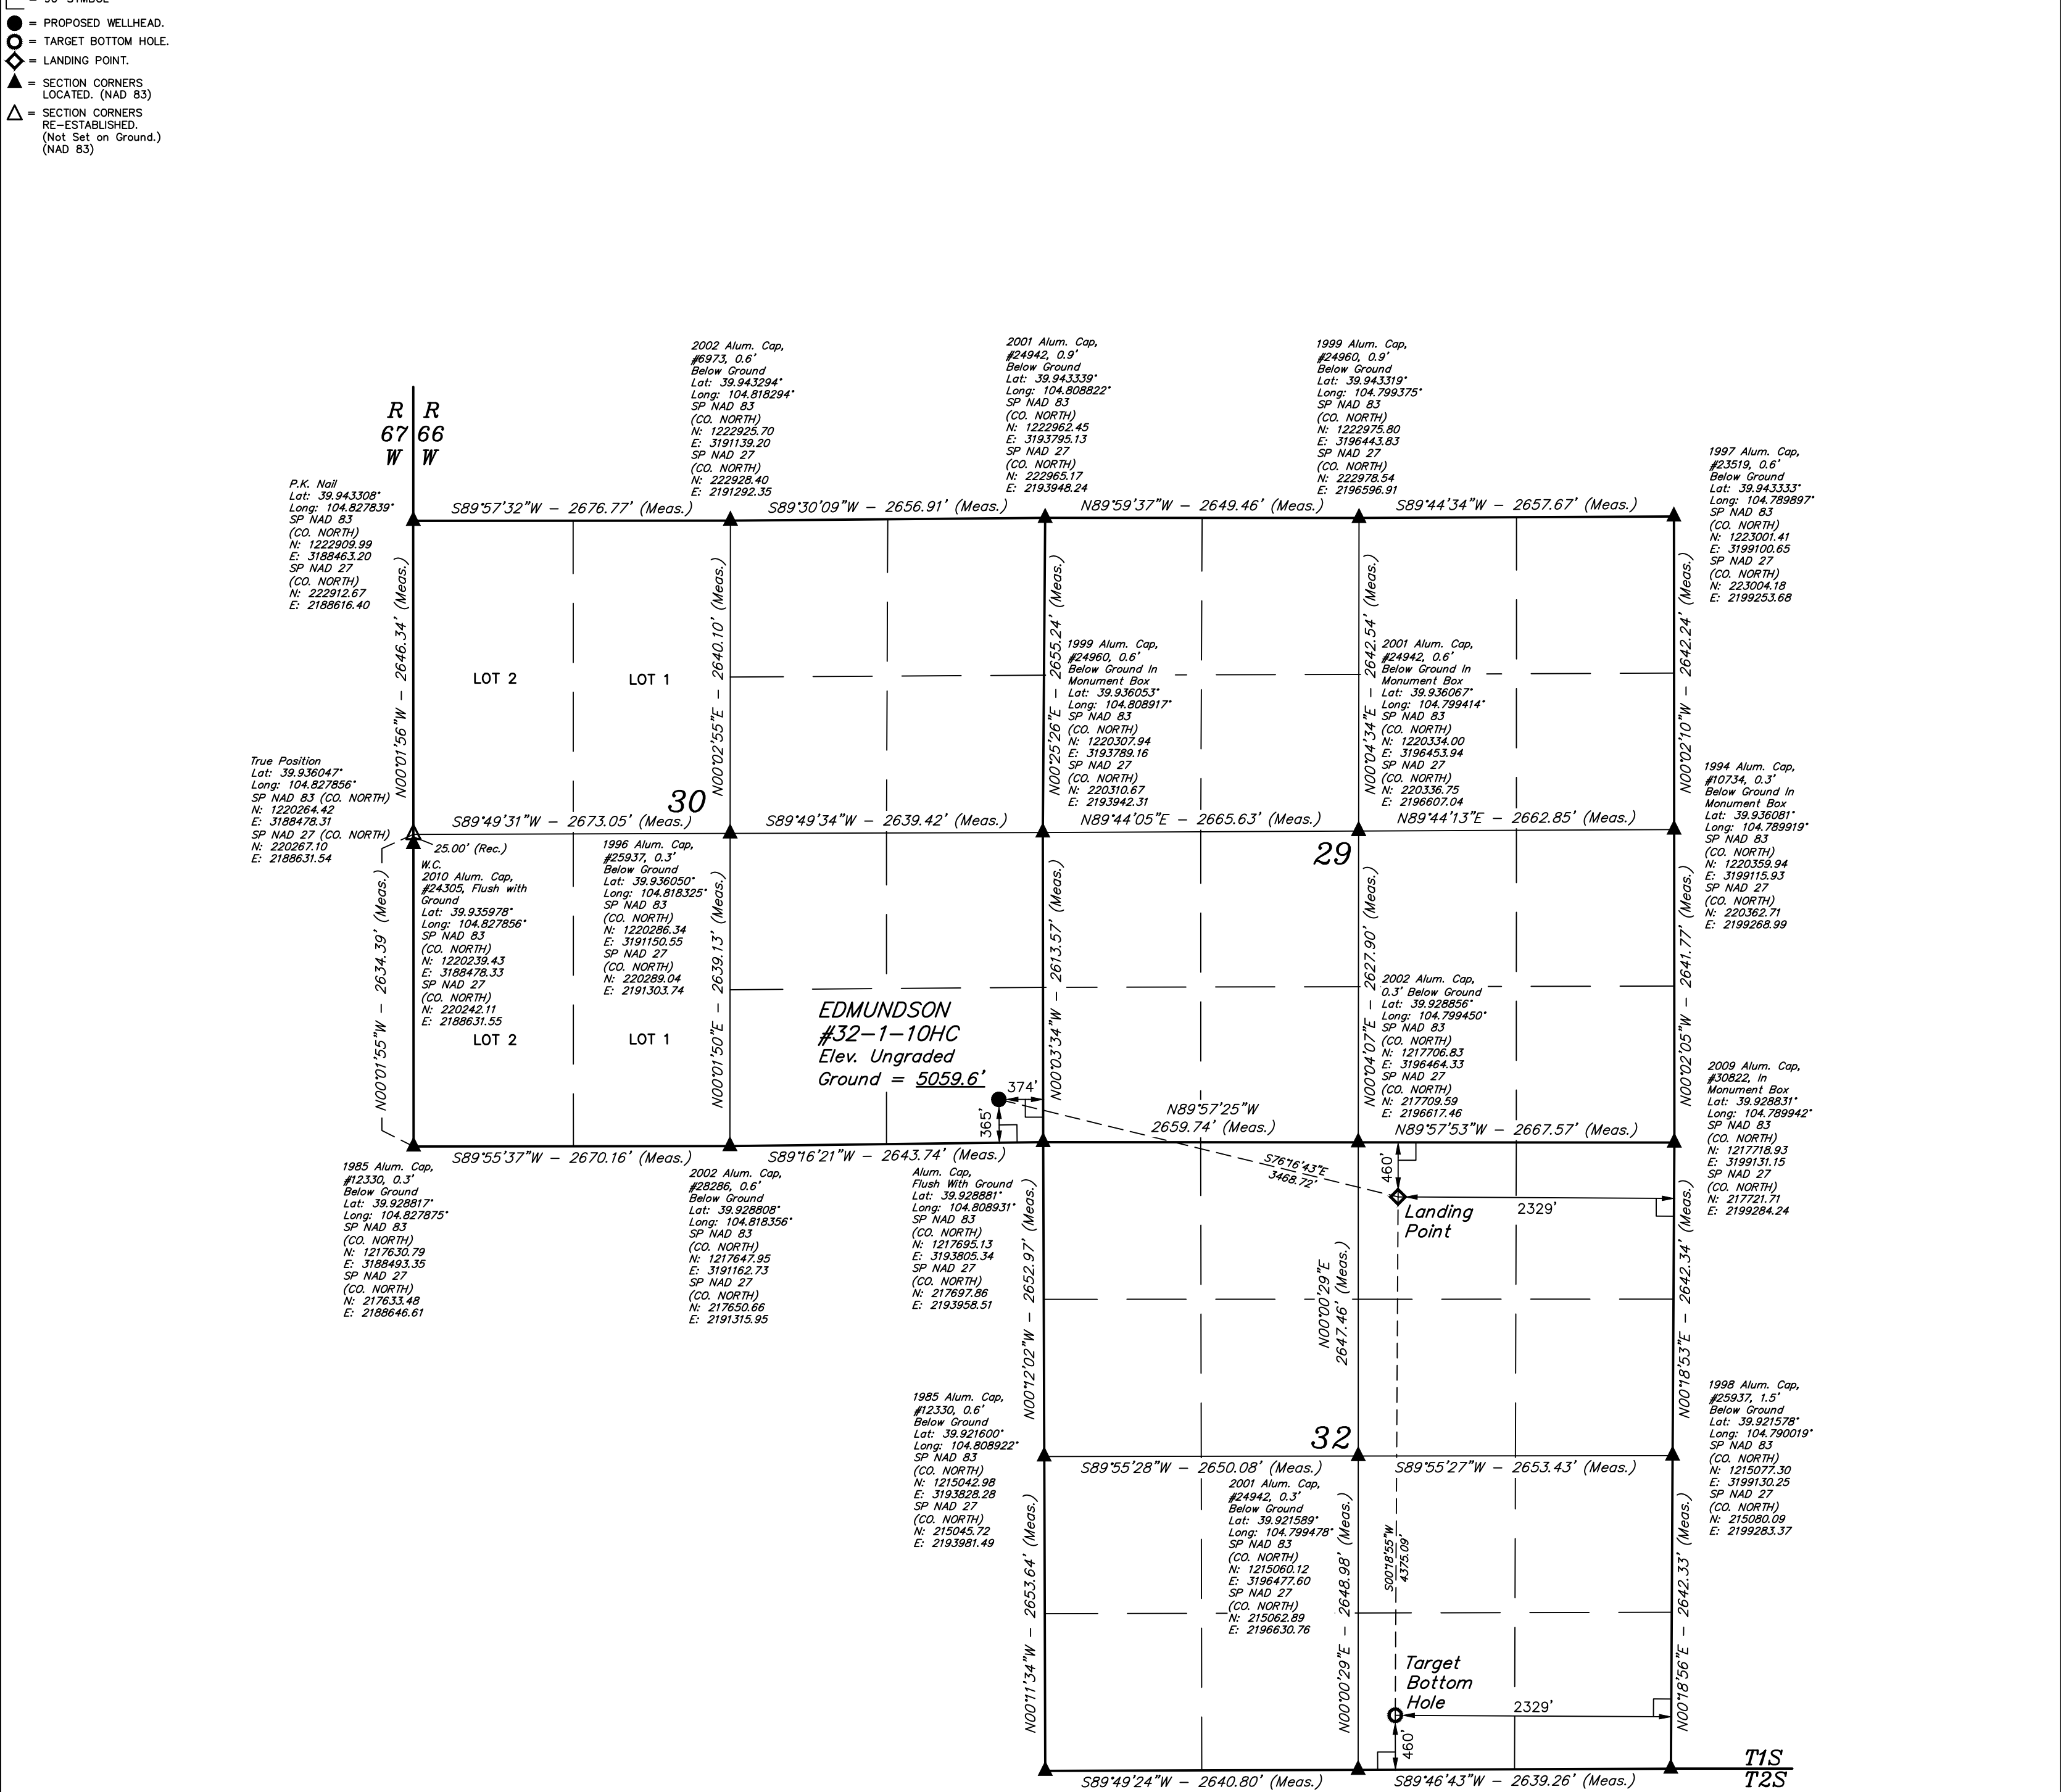 = PROPOSED WELLHEAD.
= TARGET BOTTOM HOLE.
= LANDING POINT.
= SECTION CORNERS
LOCATED. (NAD 83)
= SECTION CORNERS
RE-ESTABLISHED.
(Not Set on Ground.)
(NAD 83)
R
67
W
R
66
W
P.K. Nail
Lat: 39.943308°
Long: 104.827839°
SP NAD 83
(CO. NORTH)
N: 1222909.99
E: 3188463.20
SP NAD 27
(CO. NORTH)
N: 222912.67
E: 2188616.40
2002 Alum. Cap,
#6973, 0.6'
Below Ground
Lat: 39.943294°
Long: 104.818294°
SP NAD 83
(CO. NORTH)
N: 1222925.70
E: 3191139.20
SP NAD 27
(CO. NORTH)
N: 222928.40
E: 2191292.35
2001 Alum. Cap,
#24942, 0.9'
Below Ground
Lat: 39.943339°
Long: 104.808822°
SP NAD 83
(CO. NORTH)
N: 1222962.45
E: 3193795.13
SP NAD 27
(CO. NORTH)
N: 222965.17
E: 2193948.24
1999 Alum. Cap,
#24960, 0.9'
Below Ground
Lat: 39.943319°
Long: 104.799375°
SP NAD 83
(CO. NORTH)
N: 1222975.80
E: 3196443.83
SP NAD 27
(CO. NORTH)
N: 222978.54
E: 2196596.91
1997 Alum. Cap,
#23519, 0.6'
Below Ground
Lat: 39.943333°
Long: 104.789897°
SP NAD 83
(CO. NORTH)
N: 1223001.41
E: 3199100.65
SP NAD 27
(CO. NORTH)
N: 223004.18
E: 2199253.68
S89°57'32"W - 2676.77' (Meas.)
S89°30'09"W - 2656.91' (Meas.)
N89°59'37"W - 2649.46' (Meas.)
S89°44'34"W - 2657.67' (Meas.)
N00°01'56"W - 2646.34' (Meas.)
N00°02'55"E - 2640.10' (Meas.)
N00°25'26"E - 2655.24' (Meas.)
N00°04'34"E - 2642.54' (Meas.)
N00°02'10"W - 2642.24' (Meas.)
LOT 2
LOT 1
30
1999 Alum. Cap,
#24960, 0.6'
Below Ground In
Monument Box
Lat: 39.936053°
Long: 104.808917°
SP NAD 83
(CO. NORTH)
N: 1220307.94
E: 3193789.16
SP NAD 27
(CO. NORTH)
N: 220310.67
E: 2193942.31
2001 Alum. Cap,
#24942, 0.6'
Below Ground In
Monument Box
Lat: 39.936067°
Long: 104.799414°
SP NAD 83
(CO. NORTH)
N: 1220334.00
E: 3196453.94
SP NAD 27
(CO. NORTH)
N: 220336.75
E: 2196607.04
True Position
Lat: 39.936047°
Long: 104.827856°
SP NAD 83 (CO. NORTH)
N: 1220264.42
E: 3188478.31
SP NAD 27 (CO. NORTH)
N: 220267.10
E: 2188631.54
1994 Alum. Cap,
#10734, 0.3'
Below Ground In
Monument Box
Lat: 39.936081°
Long: 104.789919°
SP NAD 83
(CO. NORTH)
N: 1220359.94
E: 3199115.93
SP NAD 27
(CO. NORTH)
N: 220362.71
E: 2199268.99
S89°49'31"W - 2673.05' (Meas.)
S89°49'34"W - 2639.42' (Meas.)
N89°44'05"E - 2665.63' (Meas.)
N89°44'13"E - 2662.85' (Meas.)
29
25.00' (Rec.)
W.C.
2010 Alum. Cap,
#24305, Flush with
Ground
Lat: 39.935978°
Long: 104.827856°
SP NAD 83
(CO. NORTH)
N: 1220239.43
E: 3188478.33
SP NAD 27
(CO. NORTH)
N: 220242.11
E: 2188631.55
1996 Alum. Cap,
#25937, 0.3'
Below Ground
Lat: 39.936050°
Long: 104.818325°
SP NAD 83
(CO. NORTH)
N: 1220286.34
E: 3191150.55
SP NAD 27
(CO. NORTH)
N: 220289.04
E: 2191303.74
N00°01'55"W - 2634.39' (Meas.)
N00°01'50"E - 2639.13' (Meas.)
N00°03'34"W - 2613.57' (Meas.)
N00°04'07"E - 2627.90' (Meas.)
N00°02'05"W - 2641.77' (Meas.)
LOT 2
LOT 1
EDMUNDSON
#32-1-10HC
Elev. Ungraded
Ground = 5059.6'
374'
365'
2002 Alum. Cap,
0.3' Below Ground
Lat: 39.928856°
Long: 104.799450°
SP NAD 83
(CO. NORTH)
N: 1217706.83
E: 3196464.33
SP NAD 27
(CO. NORTH)
N: 217709.59
E: 2196617.46
2009 Alum. Cap,
#30822, In
Monument Box
Lat: 39.928831°
Long: 104.789942°
SP NAD 83
(CO. NORTH)
N: 1217718.93
E: 3199131.15
SP NAD 27
(CO. NORTH)
N: 217721.71
E: 2199284.24
S89°55'37"W - 2670.16' (Meas.)
S89°16'21"W - 2643.74' (Meas.)
N89°57'25"W
2659.74' (Meas.)
N89°57'53"W - 2667.57' (Meas.)
1985 Alum. Cap,
#12330, 0.3'
Below Ground
Lat: 39.928817°
Long: 104.827875°
SP NAD 83
(CO. NORTH)
N: 1217630.79
E: 3188493.35
SP NAD 27
(CO. NORTH)
N: 217633.48
E: 2188646.61
2002 Alum. Cap,
#28286, 0.6'
Below Ground
Lat: 39.928808°
Long: 104.818356°
SP NAD 83
(CO. NORTH)
N: 1217647.95
E: 3191162.73
SP NAD 27
(CO. NORTH)
N: 217650.66
E: 2191315.95
Alum. Cap,
Flush With Ground
Lat: 39.928881°
Long: 104.808931°
SP NAD 83
(CO. NORTH)
N: 1217695.13
E: 3193805.34
SP NAD 27
(CO. NORTH)
N: 217697.86
E: 2193958.51
S76°16'43"E
3468.72'
460'
Landing
Point
2329'
N00°12'02"W - 2652.97' (Meas.)
N00°00'29"E
2647.46' (Meas.)
N00°18'53"E - 2642.34' (Meas.)
32
1985 Alum. Cap,
#12330, 0.6'
Below Ground
Lat: 39.921600°
Long: 104.808922°
SP NAD 83
(CO. NORTH)
N: 1215042.98
E: 3193828.28
SP NAD 27
(CO. NORTH)
N: 215045.72
E: 2193981.49
1998 Alum. Cap,
#25937, 1.5'
Below Ground
Lat: 39.921578°
Long: 104.790019°
SP NAD 83
(CO. NORTH)
N: 1215077.30
E: 3199130.25
SP NAD 27
(CO. NORTH)
N: 215080.09
E: 2199283.37
S89°55'28"W - 2650.08' (Meas.)
S89°55'27"W - 2653.43' (Meas.)
2001 Alum. Cap,
#24942, 0.3'
Below Ground
Lat: 39.921589°
Long: 104.799478°
SP NAD 83
(CO. NORTH)
N: 1215060.12
E: 3196477.60
SP NAD 27
(CO. NORTH)
N: 215062.89
E: 2196630.76
N00°11'34"W - 2653.64' (Meas.)
N00°00'29"E - 2648.98' (Meas.)
S00°18'55"W
4375.09'
N00°18'56"E - 2642.33' (Meas.)
Target
Bottom
Hole
2329'
460'
S89°49'24"W - 2640.80' (Meas.)
S89°46'43"W - 2639.26' (Meas.)
T1S
T2S